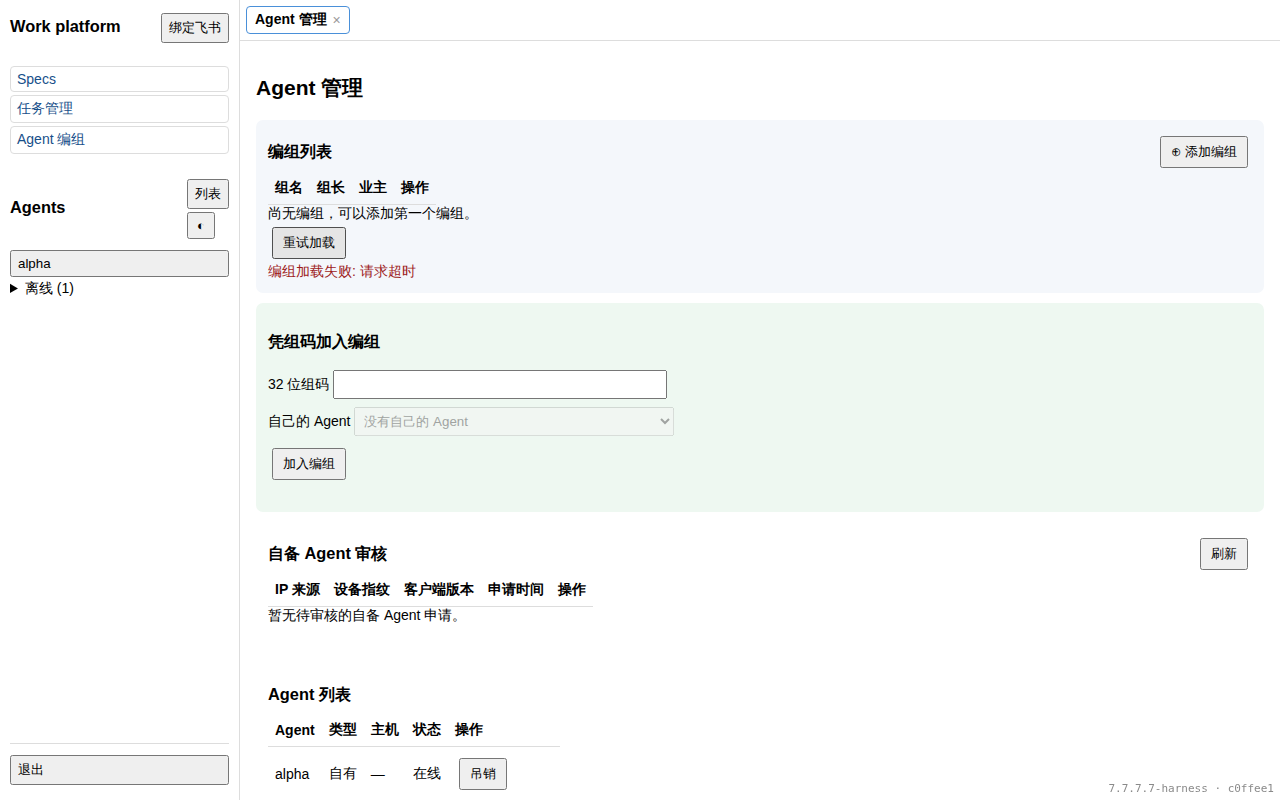 Work platform
绑定飞书
Specs
任务管理
Agent 编组
Agents
列表
alpha
离线 (1)
退出
Agent 管理 ×
Agent 管理
编组列表
⊕ 添加编组
组名 组长 业主 操作
尚无编组，可以添加第一个编组。
重试加载
编组加载失败: 请求超时
凭组码加入编组
32 位组码
自己的 Agent 没有自己的 Agent
加入编组
自备 Agent 审核
刷新
IP 来源 设备指纹 客户端版本 申请时间 操作
暂无待审核的自备 Agent 申请。
Agent 列表
Agent 类型 主机 状态 操作
alpha 自有 — 在线 吊销
7.7.7.7-harness · c0ffee1